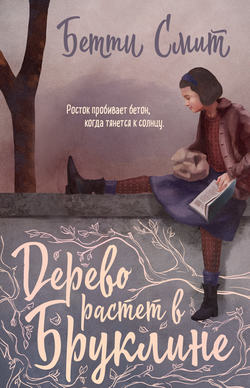 Бетти Смит
Росток пробивает бетон,
когда тянется к солнцу.
Дерево
растет в
Бруклине